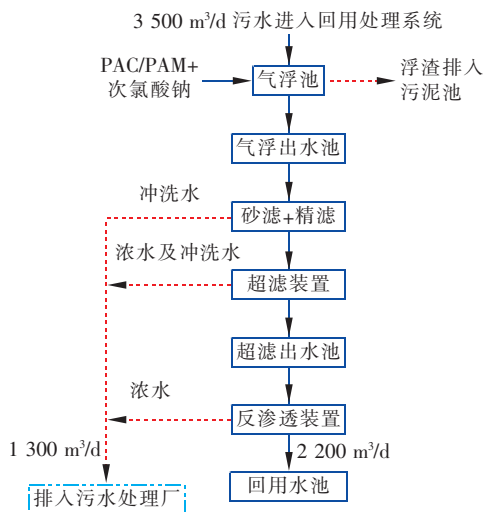 3 500 m³/d 污水进入回用处理系统
PAC/PAM+
次氯酸钠
气浮池
浮渣排入
污泥池
气浮出水池
冲洗水
砂滤+精滤
浓水及冲洗水
超滤装置
超滤出水池
浓水
反渗透装置
1 300 m³/d
2 200 m³/d
排入污水处理厂
回用水池